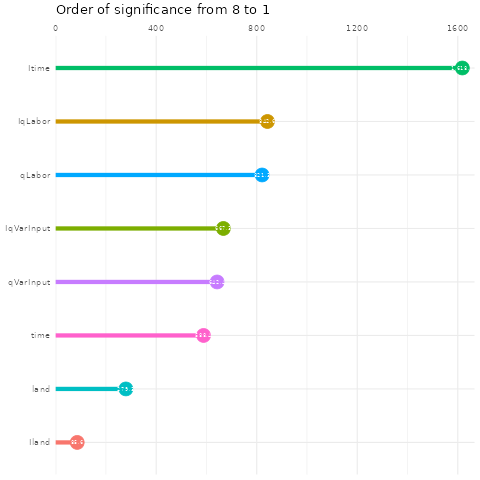 Order of significance from 8 to 1
0 400 800 1200 1600
ltime
lqLabor
qLabor
lqVarInput
qVarInput
time
land
lland